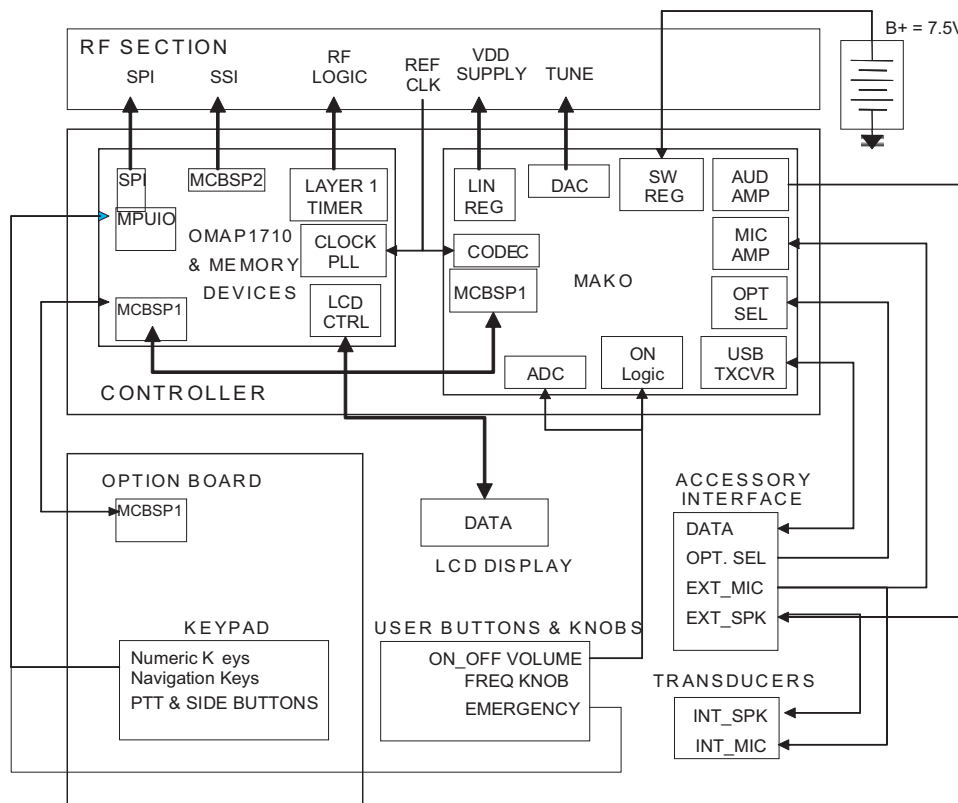 B+ = 7.5V
RF SECTION
SPI
SSI
RF
LOGIC
REF
CLK
VDD
SUPPLY
TUNE
SPI
MPUIO
MCBSP2
LAYER 1
TIMER
OMAP1710
& MEMORY
DEVICES
CLOCK
PLL
MCBSP1
LCD
CTRL
LIN
REG
DAC
SW
REG
AUD
AMP
CODEC
MCBSP1
MAKO
MIC
AMP
OPT
SEL
ADC
ON
Logic
USB
TXCVR
CONTROLLER
OPTION BOARD
MCBSP1
DATA
LCD DISPLAY
ACCESSORY
INTERFACE
DATA
OPT. SEL
EXT_MIC
EXT_SPK
KEYPAD
Numeric K eys
Navigation Keys
PTT & SIDE BUTTONS
USER BUTTONS & KNOBS
ON_OFF VOLUME
FREQ KNOB
EMERGENCY
TRANSDUCERS
INT_SPK
INT_MIC